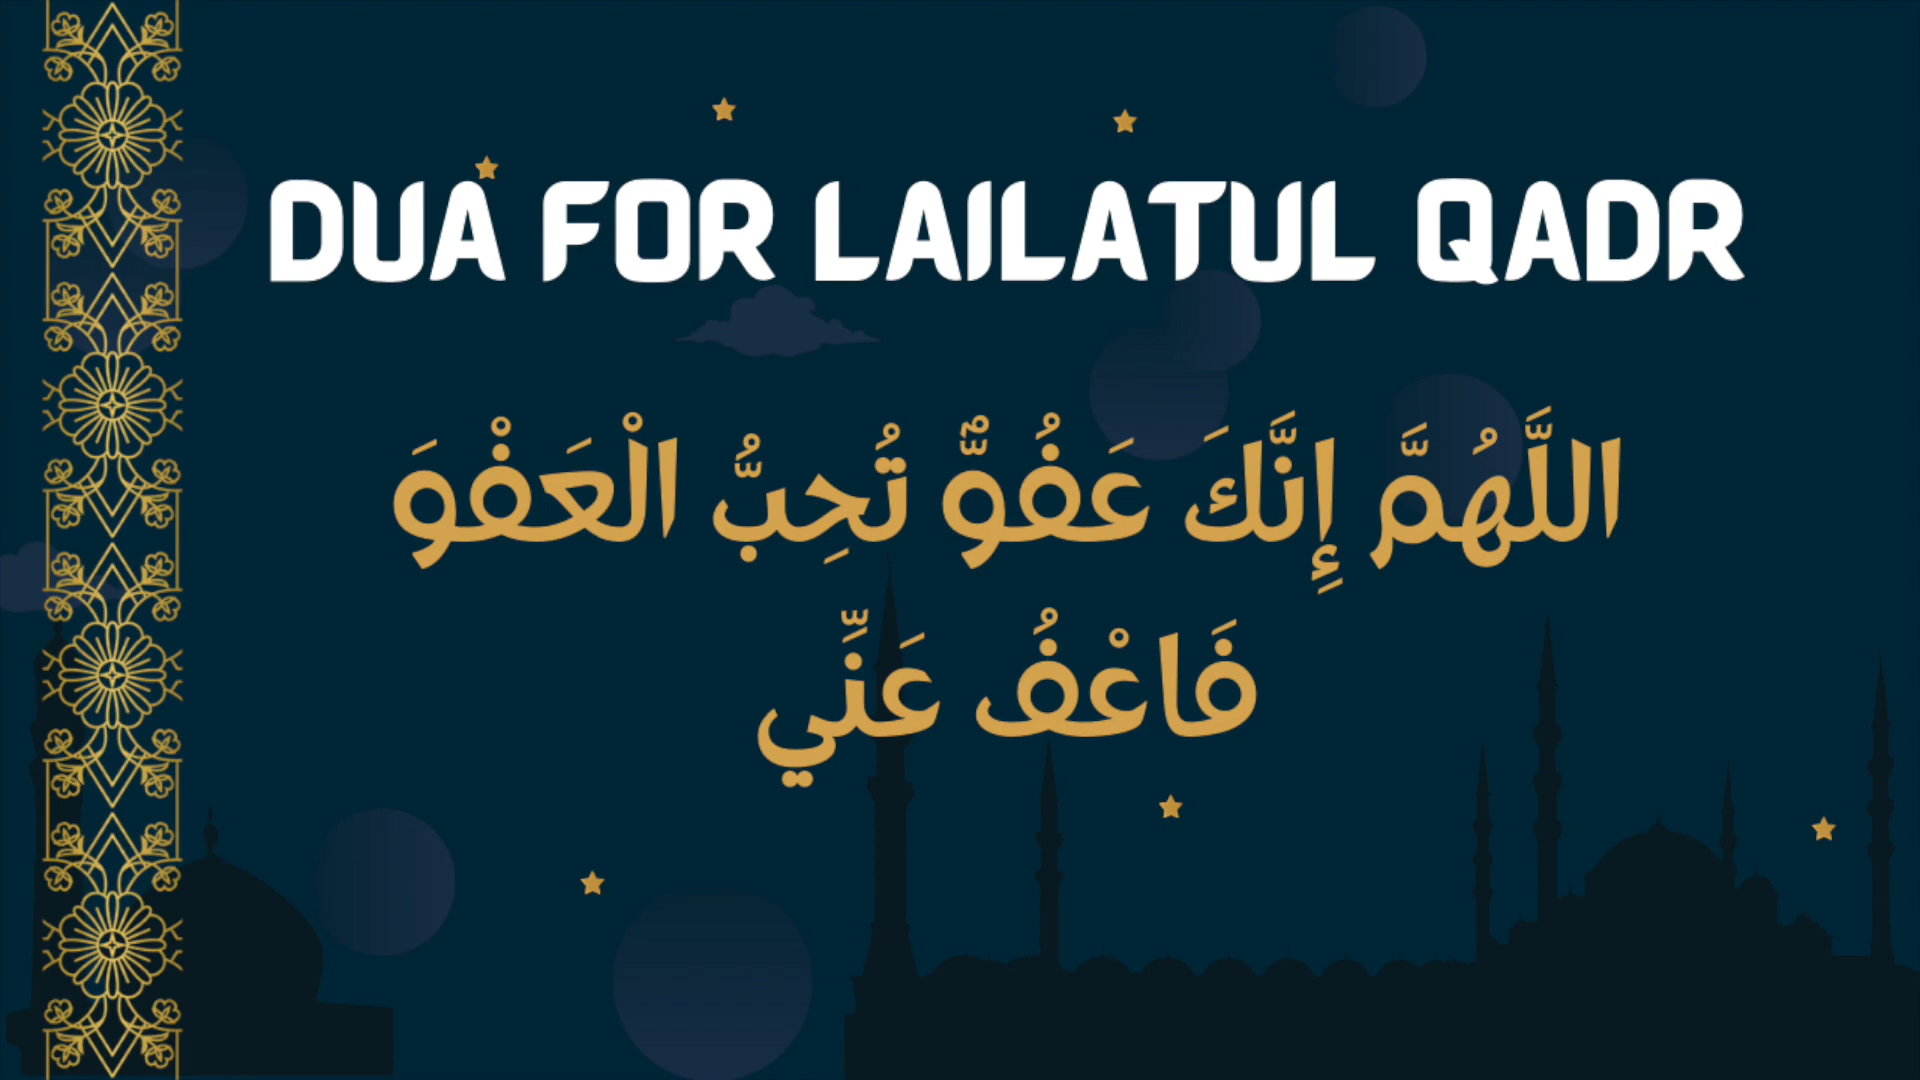 DUA FOR LAILATUL QADR
اللَّهُمَّ إِنَّكَ عَفُوٌّ تُحِبُّ الْعَفْوَ
فَاعْفُ عَنِّي